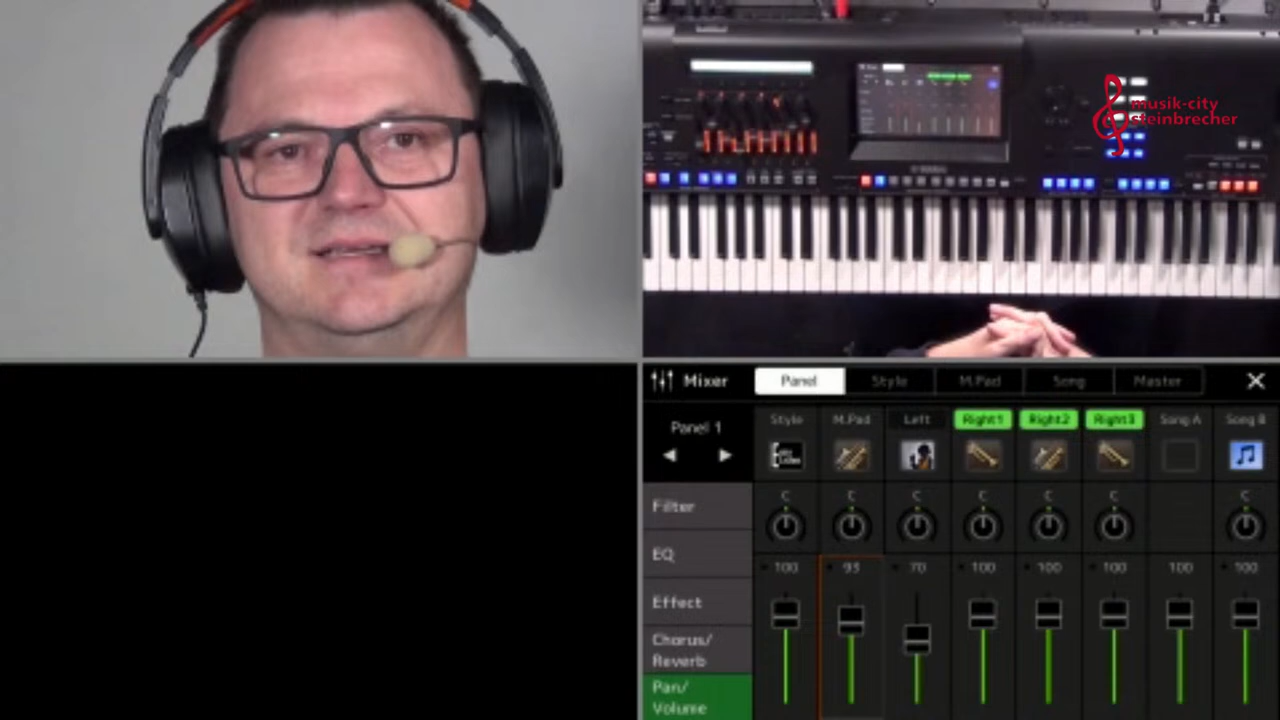 musik-city
steinbrecher
Mixer
Panel
Style
M.Pad
Song
Master
Panel 1
Style
M.Pad
Left
Right1
Right2
Right3
Song A
Song B
C
C
C
C
C
C
C
Filter
100
93
70
100
100
100
100
100
EQ
Effect
Chorus/
Reverb
Pan/
Volume